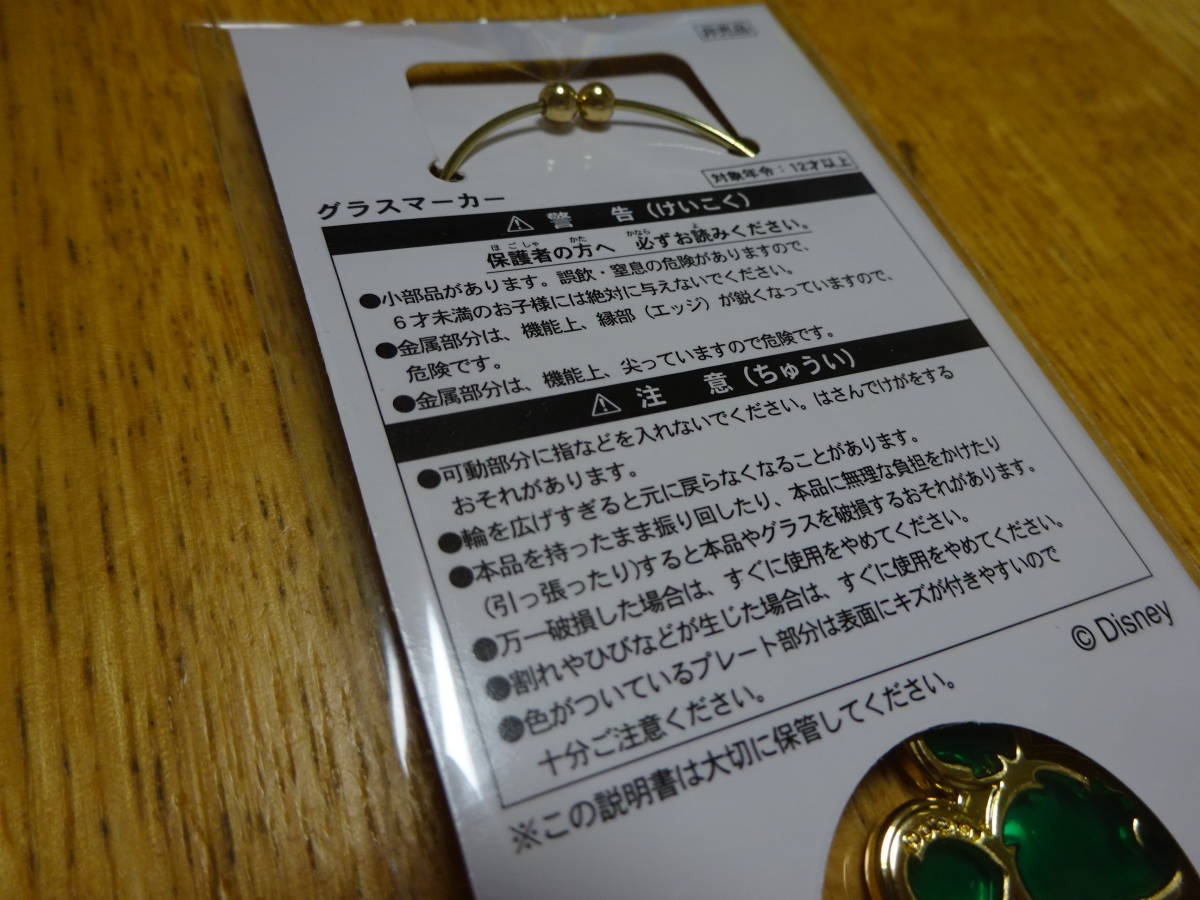 非売品
対象年令：12才以上
グラスマーカー
⚠ 警 告（けいこく）
ほごしゃ かた かなら よ
保護者の方へ 必ずお読みください。
●小部品があります。誤飲・窒息の危険がありますので、
６才未満のお子様には絶対に与えないでください。
●金属部分は、機能上、縁部（エッジ）が鋭くなっていますので、
危険です。
●金属部分は、機能上、尖っていますので危険です。
⚠ 注 意（ちゅうい）
●可動部分に指などを入れないでください。はさんでけがをする
おそれがあります。
●輪を広げすぎると元に戻らなくなることがあります。
●本品を持ったまま振り回したり、本品に無理な負担をかけたり
(引っ張ったり)すると本品やグラスを破損するおそれがあります。
●万一破損した場合は、すぐに使用をやめてください。
●割れやひびなどが生じた場合は、すぐに使用をやめてください。
●色がついているプレート部分は表面にキズが付きやすいので
十分ご注意ください。
© Disney
※この説明書は大切に保管してください。